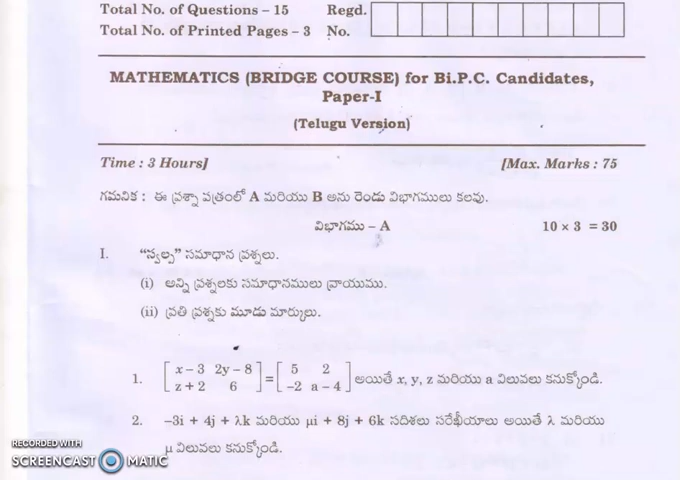 Total No. of Questions – 15 Regd.
Total No. of Printed Pages – 3 No.
MATHEMATICS (BRIDGE COURSE) for Bi.P.C. Candidates,
Paper-I
(Telugu Version)
Time : 3 Hours] [Max. Marks : 75
గమనిక : ఈ ప్రశ్నా పత్రంలో A మరియు B అను రెండు విభాగములు కలవు.
విభాగము – A 10 × 3 = 30
I. “స్వల్ప” సమాధాన ప్రశ్నలు.
(i) అన్ని ప్రశ్నలకు సమాధానములు వ్రాయుము.
(ii) ప్రతి ప్రశ్నకు మూడు మార్కులు.
1. [x – 3 2y – 8 = [5 2 అయితే x, y, z మరియు a విలువలు కనుక్కోండి.
z + 2 6] –2 a – 4]
2. –3i + 4j + λk మరియు μi + 8j + 6k సదిశలు సరేఖీయాలు అయితే λ మరియు
μ విలువలు కనుక్కోండి.
RECORDED WITH
SCREENCAST MATIC